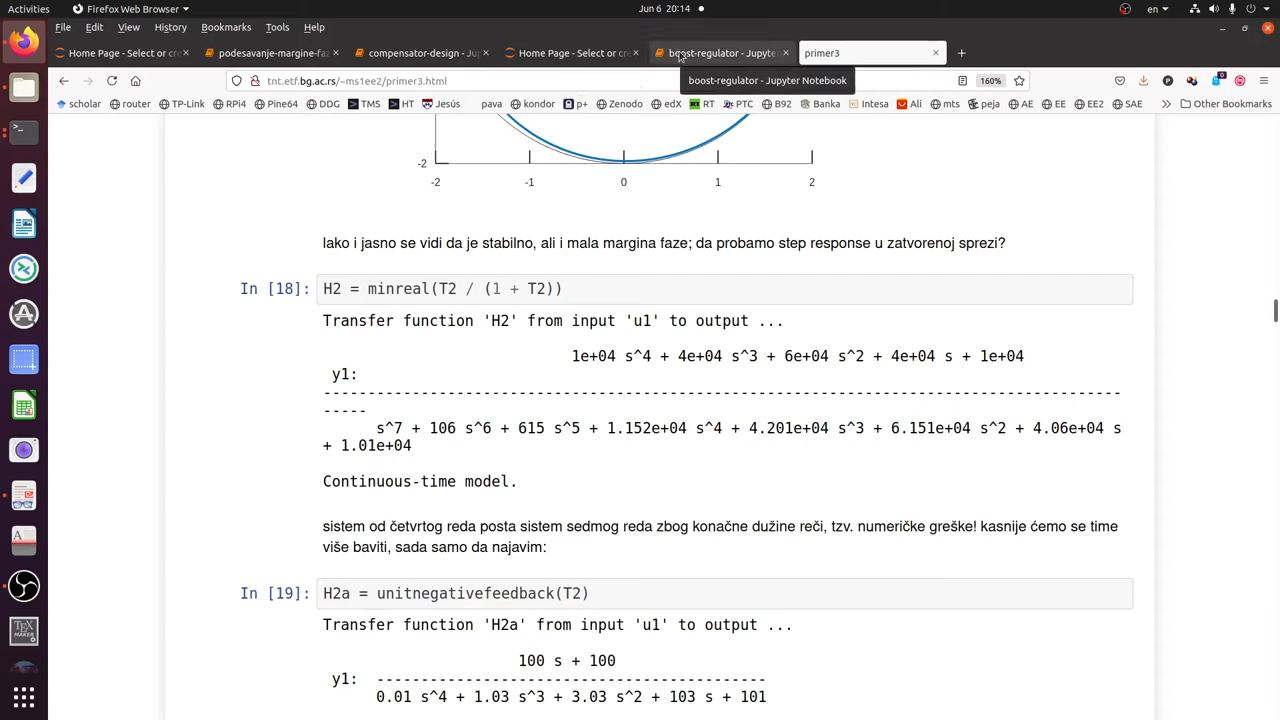 Activities
Firefox Web Browser
Jun 6 20:14
en
File Edit View History Bookmarks Tools Help
Home Page - Select or cre
podesavanje-margine-faz
compensator-design - Ju
Home Page - Select or cre
boost-regulator - Jupyter
primer3
tnt.etf.bg.ac.rs/~ms1ee2/primer3.html
160%
boost-regulator - Jupyter Notebook
scholar router TP-Link RPi4 Pine64 DDG TMS HT Jesús pava kondor p+ Zenodo edX RT PTC B92 Banka Intesa Ali mts peja AE EE EE2 SAE Other Bookmarks
-2
-2 -1 0 1 2
Iako i jasno se vidi da je stabilno, ali i mala margina faze; da probamo step response u zatvorenoj sprezi?
In [18]: H2 = minreal(T2 / (1 + T2))
Transfer function 'H2' from input 'u1' to output ...
1e+04 s^4 + 4e+04 s^3 + 6e+04 s^2 + 4e+04 s + 1e+04
y1:
-----------------------------------------------------------------------------------------
-----
s^7 + 106 s^6 + 615 s^5 + 1.152e+04 s^4 + 4.201e+04 s^3 + 6.151e+04 s^2 + 4.06e+04 s
+ 1.01e+04
Continuous-time model.
sistem od četvrtog reda posta sistem sedmog reda zbog konačne dužine reči, tzv. numeričke greške! kasnije ćemo se time
više baviti, sada samo da najavim:
In [19]: H2a = unitnegativefeedback(T2)
Transfer function 'H2a' from input 'u1' to output ...
100 s + 100
y1: --------------------------------------------
0.01 s^4 + 1.03 s^3 + 3.03 s^2 + 103 s + 101